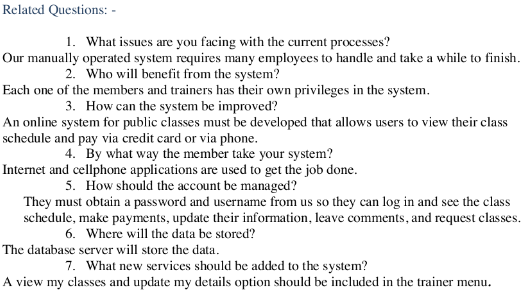 Related Questions: -
1. What issues are you facing with the current processes?
Our manually operated system requires many employees to handle and take a while to finish.
2. Who will benefit from the system?
Each one of the members and trainers has their own privileges in the system.
3. How can the system be improved?
An online system for public classes must be developed that allows users to view their class
schedule and pay via credit card or via phone.
4. By what way the member take your system?
Internet and cellphone applications are used to get the job done.
5. How should the account be managed?
They must obtain a password and username from us so they can log in and see the class
schedule, make payments, update their information, leave comments, and request classes.
6. Where will the data be stored?
The database server will store the data.
7. What new services should be added to the system?
A view my classes and update my details option should be included in the trainer menu.